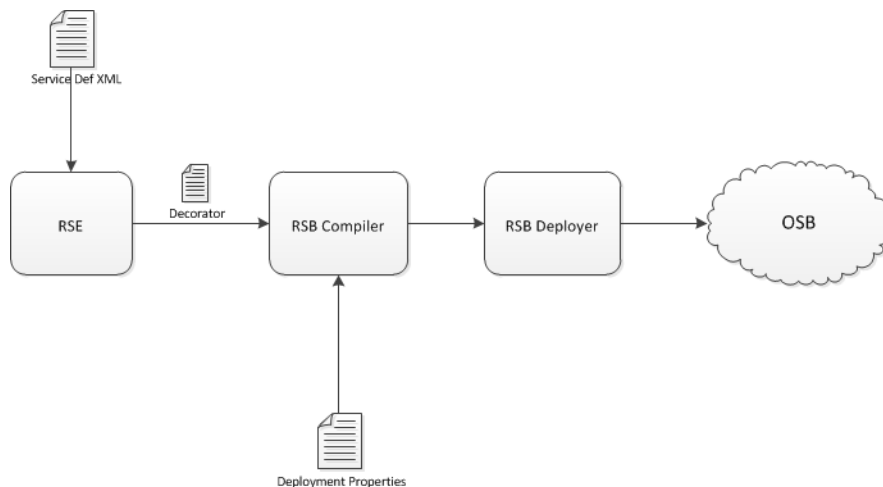 Service Def XML
RSE
Decorator
RSB Compiler
RSB Deployer
OSB
Deployment Properties